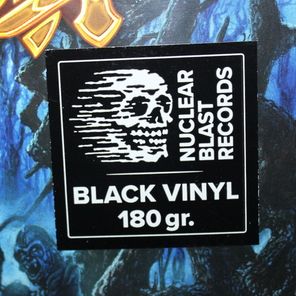 NUCLEAR
BLAST
RECORDS
BLACK VINYL
180 gr.